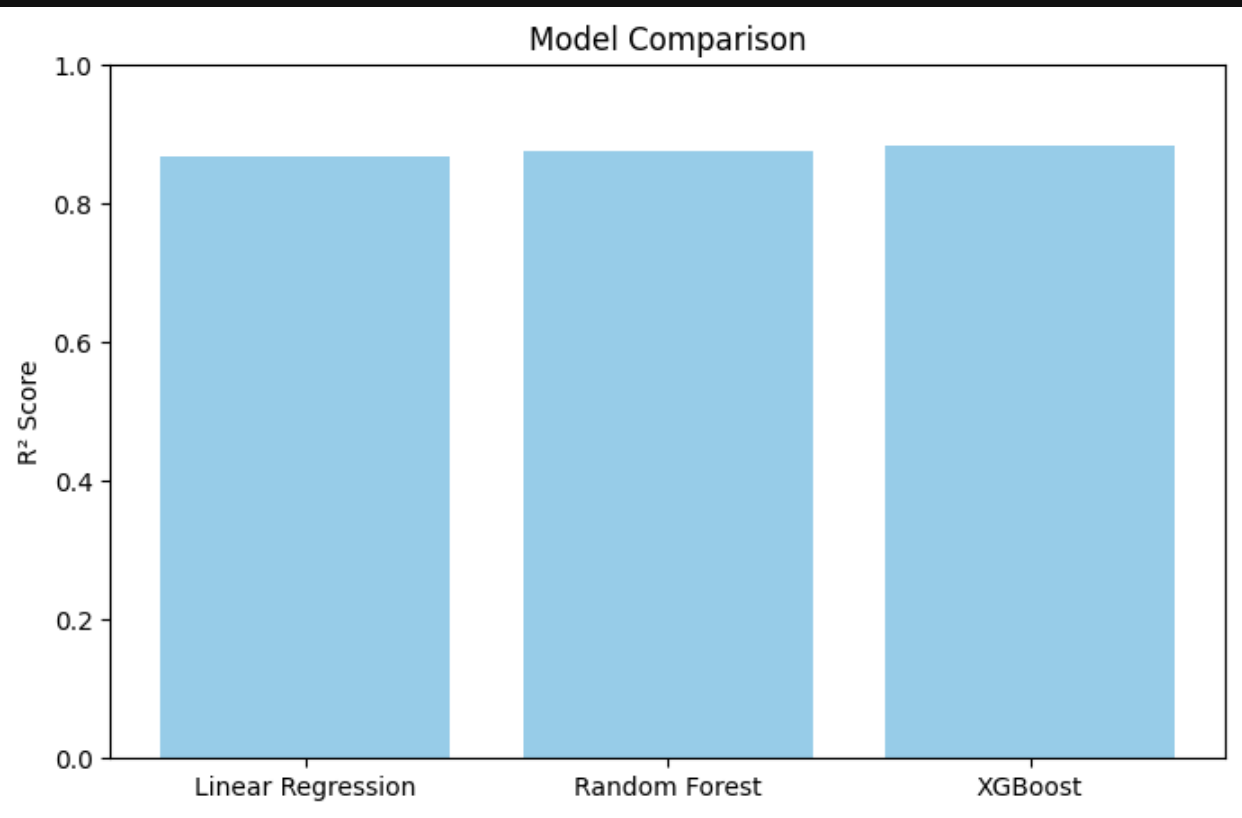 Model Comparison
1.0
0.8
0.6
0.4
0.2
0.0
R² Score
Linear Regression
Random Forest
XGBoost